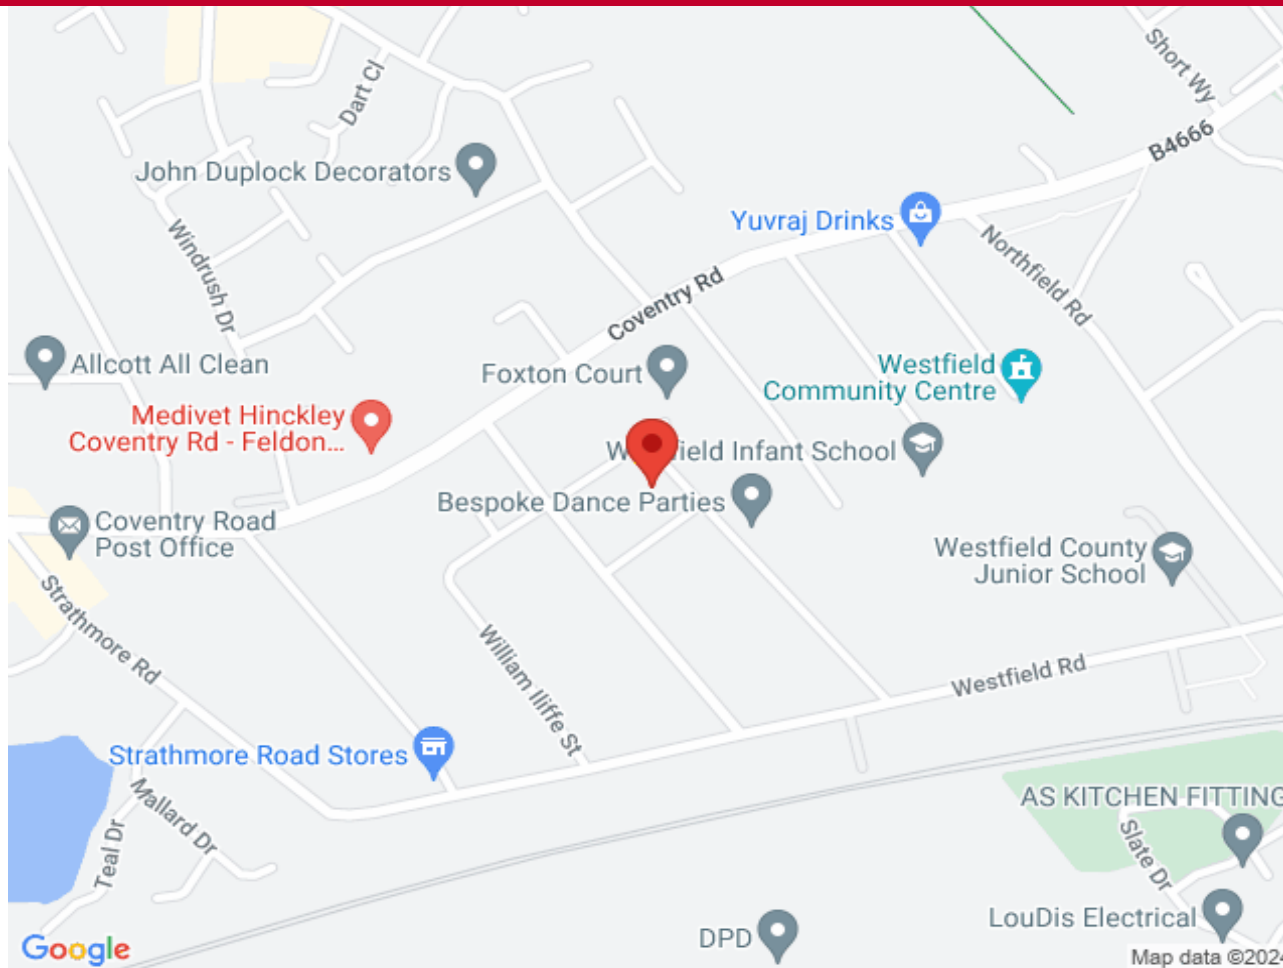 Short Wy
Dart Cl
B4666
John Duplock Decorators
Yuvraj Drinks
Windrush Dr
Northfield Rd
Coventry Rd
Allcott All Clean
Foxton Court
Westfield
Community Centre
Medivet Hinckley
Coventry Rd - Feldon...
field Infant School
Bespoke Dance Parties
Coventry Road
Post Office
Westfield County
Junior School
Strathmore Rd
William Iliffe St
Westfield Rd
Strathmore Road Stores
Mallard Dr
Teal Dr
AS KITCHEN FITTING
Slate Dr
LouDis Electrical
DPD
Google
Map data ©2024